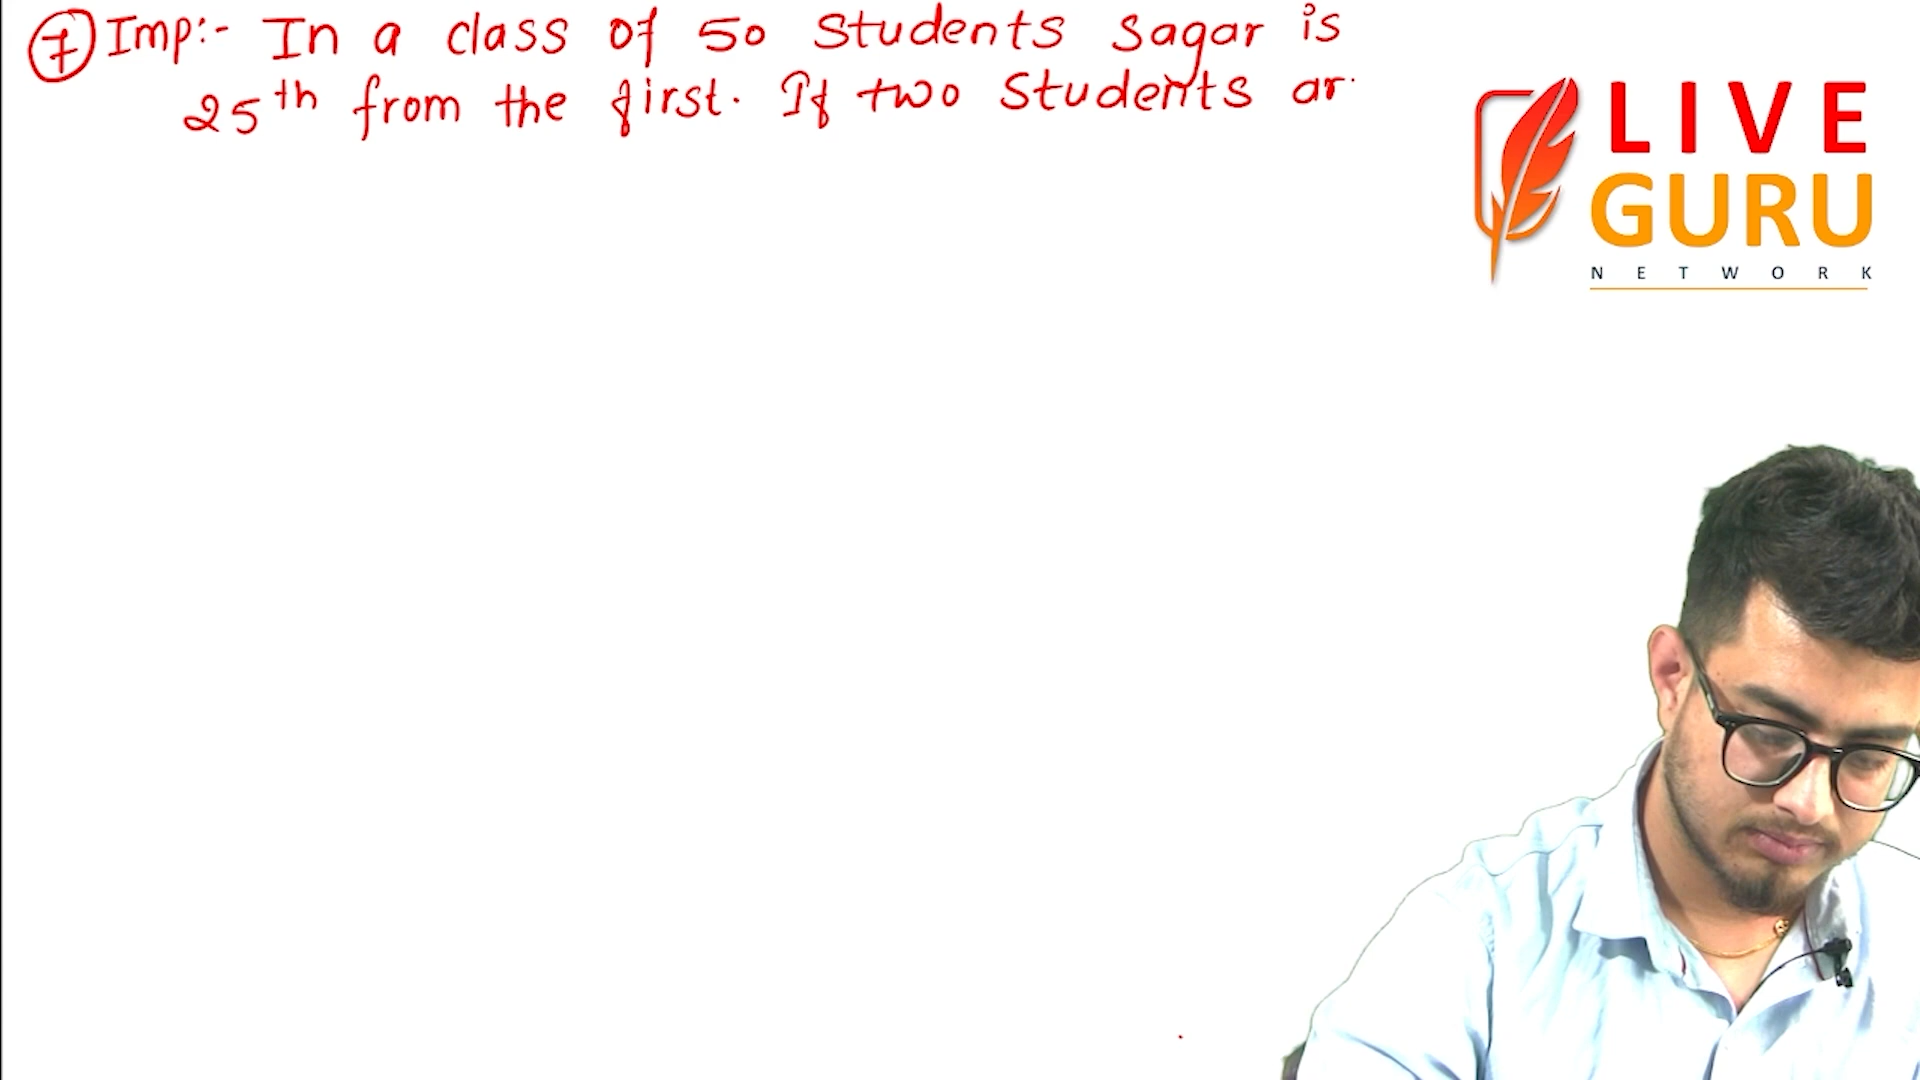 7 Imp:- In a class of 50 Students Sagar is
25th from the first. If two Students ar
LIVE
GURU
NETWORK